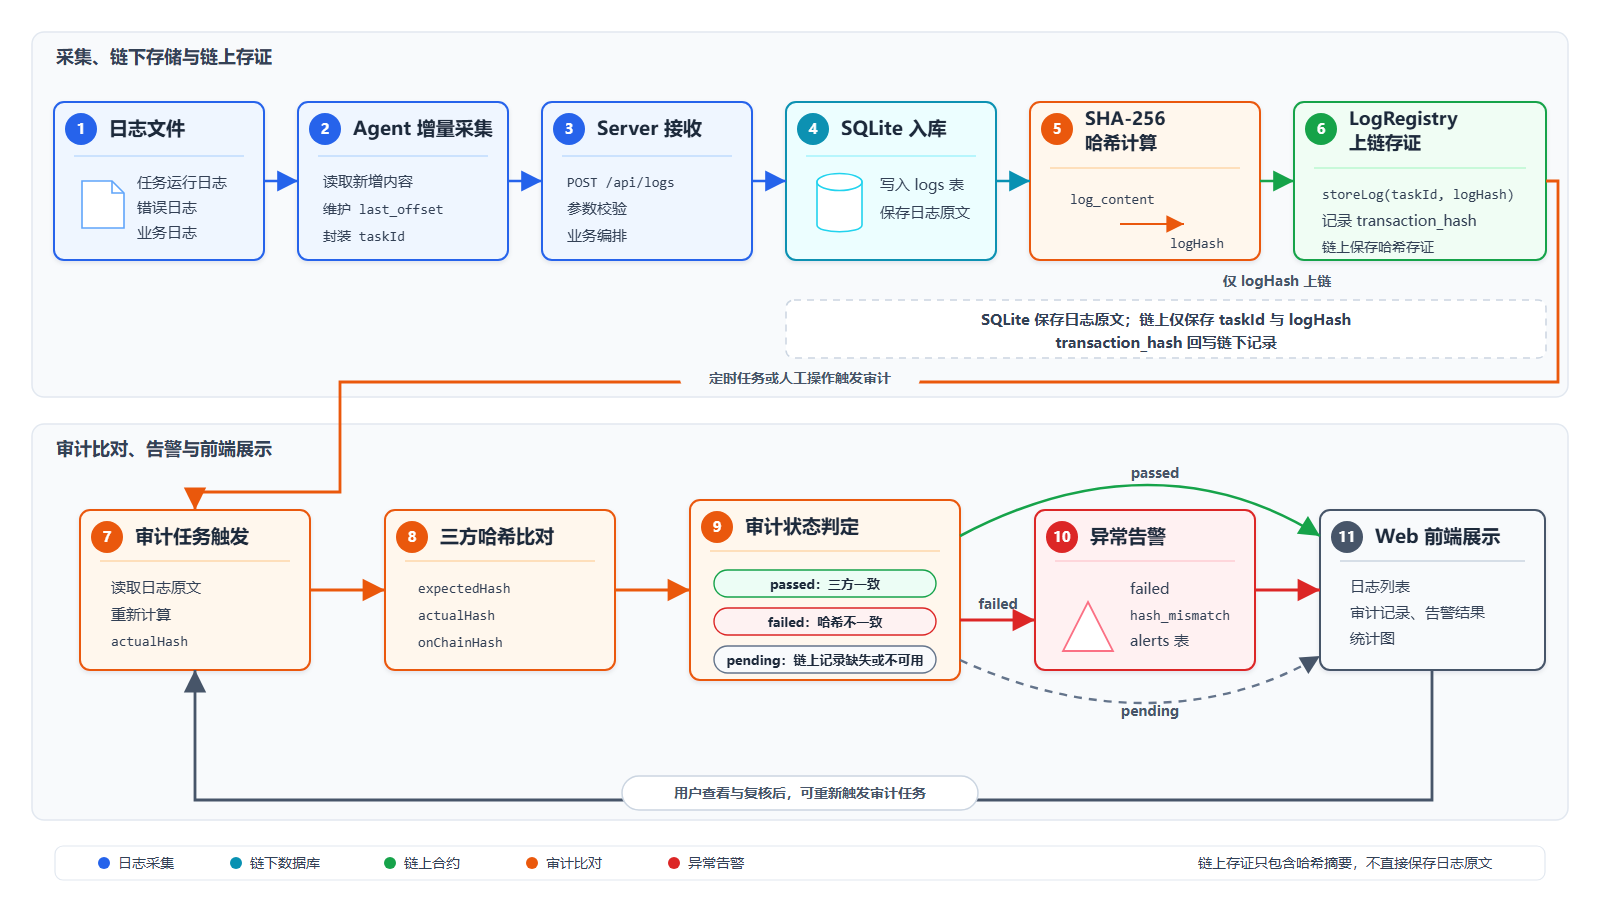 采集、链下存储与链上存证
1 日志文件
任务运行日志
错误日志
业务日志
2 Agent 增量采集
读取新增内容
维护 last_offset
封装 taskId
3 Server 接收
POST /api/logs
参数校验
业务编排
4 SQLite 入库
写入 logs 表
保存日志原文
5 SHA-256
哈希计算
log_content
logHash
6 LogRegistry
上链存证
storeLog(taskId, logHash)
记录 transaction_hash
链上保存哈希存证
仅 logHash 上链
SQLite 保存日志原文；链上仅保存 taskId 与 logHash
transaction_hash 回写链下记录
定时任务或人工操作触发审计
审计比对、告警与前端展示
7 审计任务触发
读取日志原文
重新计算
actualHash
8 三方哈希比对
expectedHash
actualHash
onChainHash
9 审计状态判定
passed：三方一致
failed：哈希不一致
pending：链上记录缺失或不可用
passed
failed
pending
10 异常告警
failed
hash_mismatch
alerts 表
11 Web 前端展示
日志列表
审计记录、告警结果
统计图
用户查看与复核后，可重新触发审计任务
日志采集
链下数据库
链上合约
审计比对
异常告警
链上存证只包含哈希摘要，不直接保存日志原文